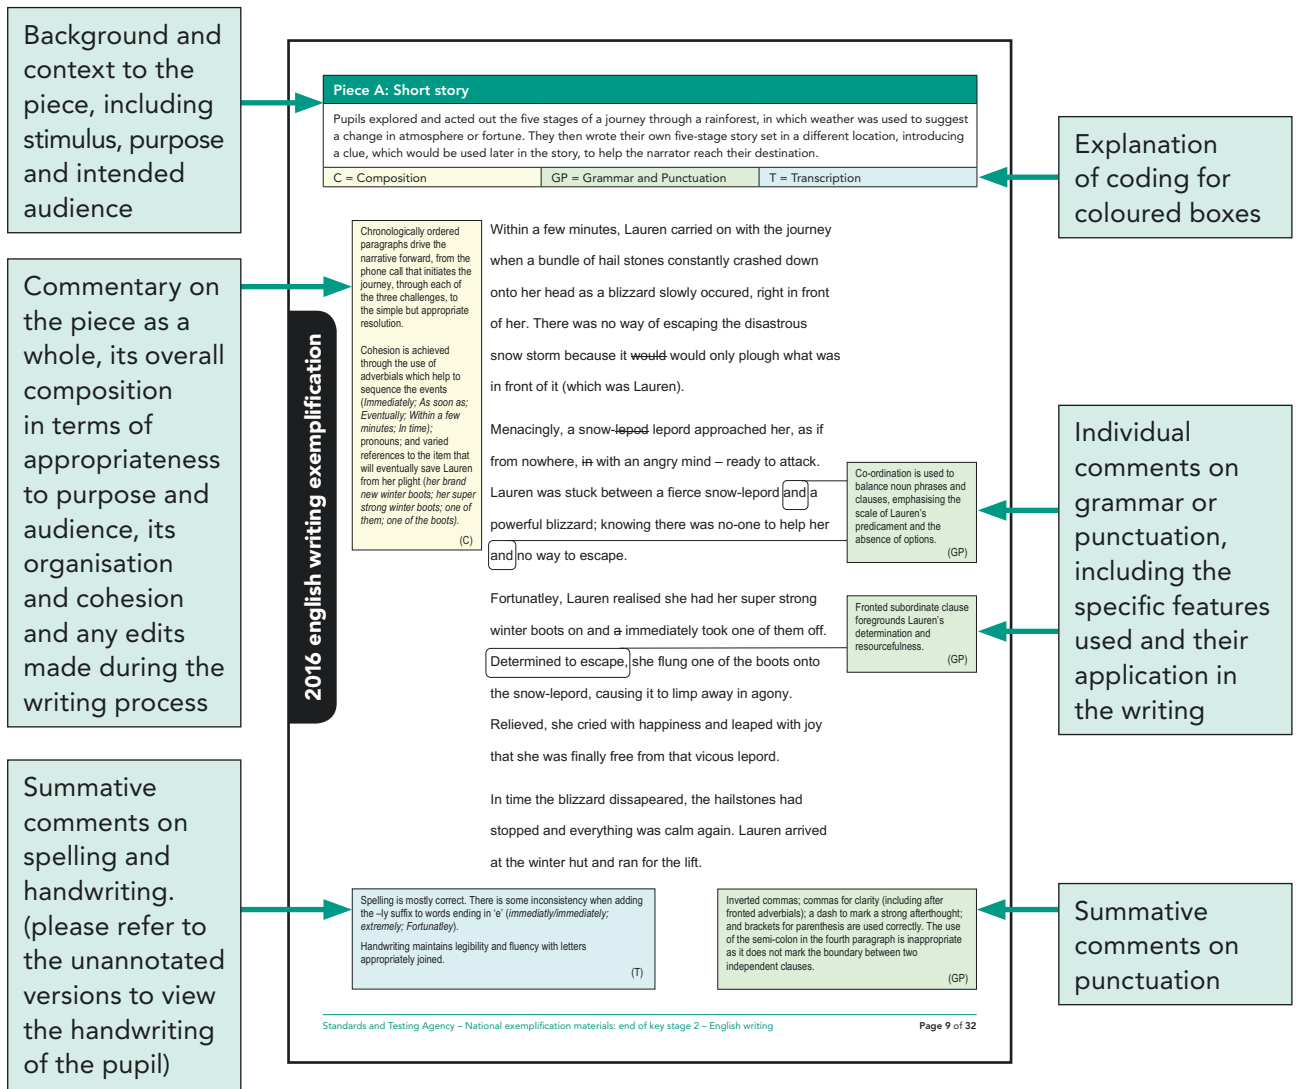 Background and
context to the
piece, including
stimulus, purpose
and intended
audience
Commentary on
the piece as a
whole, its overall
composition
in terms of
appropriateness
to purpose and
audience, its
organisation
and cohesion
and any edits
made during the
writing process
Summative
comments on
spelling and
handwriting.
(please refer to
the unannotated
versions to view
the handwriting
of the pupil)
2016 english writing exemplification
Piece A: Short story
Pupils explored and acted out the five stages of a journey through a rainforest, in which weather was used to suggest
a change in atmosphere or fortune. They then wrote their own five-stage story set in a different location, introducing
a clue, which would be used later in the story, to help the narrator reach their destination.
C = Composition
GP = Grammar and Punctuation
T = Transcription
Chronologically ordered
paragraphs drive the
narrative forward, from the
phone call that initiates the
journey, through each of
the three challenges, to
the simple but appropriate
resolution.
Cohesion is achieved
through the use of
adverbials which help to
sequence the events
(Immediately; As soon as;
Eventually; Within a few
minutes; In time);
pronouns; and varied
references to the item that
will eventually save Lauren
from her plight (her brand
new winter boots; her super
strong winter boots; one of
them; one of the boots).
(C)
Within a few minutes, Lauren carried on with the journey
when a bundle of hail stones constantly crashed down
onto her head as a blizzard slowly occured, right in front
of her. There was no way of escaping the disastrous
snow storm because it would would only plough what was
in front of it (which was Lauren).
Menacingly, a snow-lepod lepord approached her, as if
from nowhere, in with an angry mind – ready to attack.
Lauren was stuck between a fierce snow-lepord and a
powerful blizzard; knowing there was no-one to help her
and no way to escape.
Fortunatley, Lauren realised she had her super strong
winter boots on and a immediately took one of them off.
Determined to escape, she flung one of the boots onto
the snow-lepord, causing it to limp away in agony.
Relieved, she cried with happiness and leaped with joy
that she was finally free from that vicous lepord.
In time the blizzard dissapeared, the hailstones had
stopped and everything was calm again. Lauren arrived
at the winter hut and ran for the lift.
Co-ordination is used to
balance noun phrases and
clauses, emphasising the
scale of Lauren's
predicament and the
absence of options.
(GP)
Fronted subordinate clause
foregrounds Lauren's
determination and
resourcefulness.
(GP)
Spelling is mostly correct. There is some inconsistency when adding
the –ly suffix to words ending in 'e' (immediatly/immediately;
extremely; Fortunatley).
Handwriting maintains legibility and fluency with letters
appropriately joined.
(T)
Inverted commas; commas for clarity (including after
fronted adverbials); a dash to mark a strong afterthought;
and brackets for parenthesis are used correctly. The use
of the semi-colon in the fourth paragraph is inappropriate
as it does not mark the boundary between two
independent clauses.
(GP)
Standards and Testing Agency – National exemplification materials: end of key stage 2 – English writing
Page 9 of 32
Explanation
of coding for
coloured boxes
Individual
comments on
grammar or
punctuation,
including the
specific features
used and their
application in
the writing
Summative
comments on
punctuation